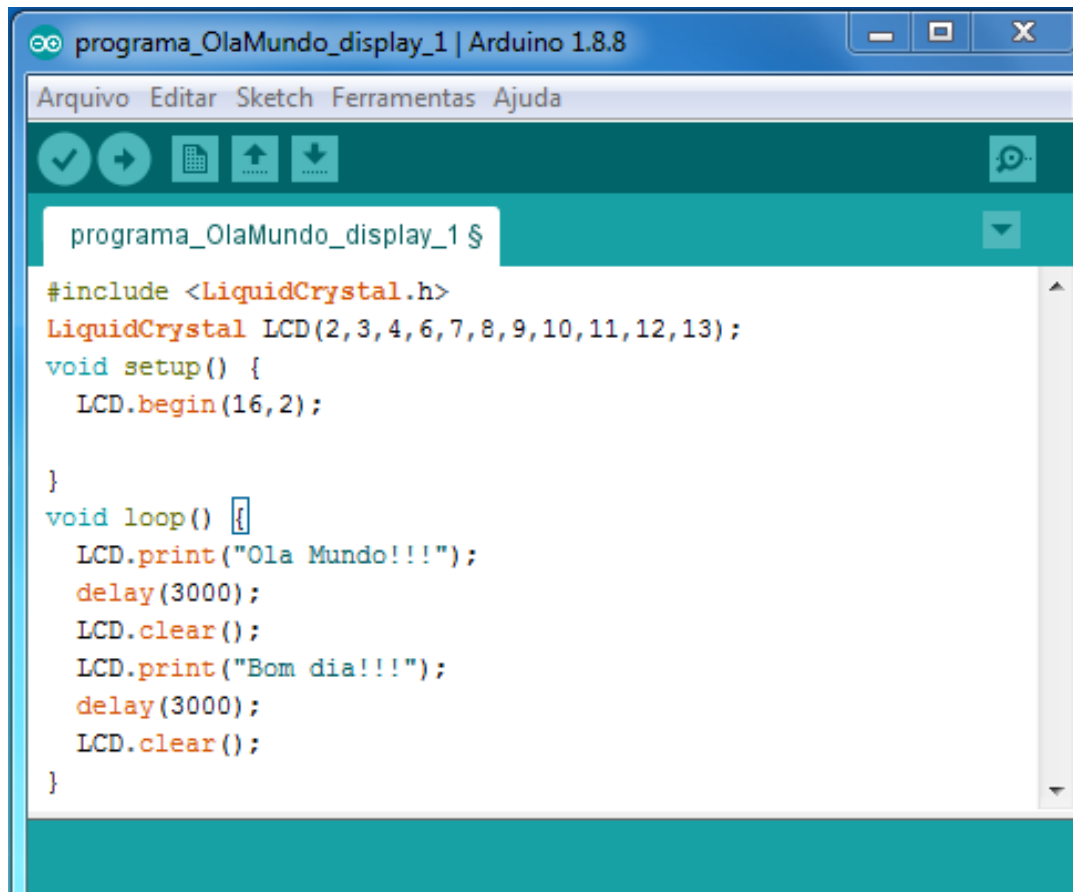 programa_OlaMundo_display_1 | Arduino 1.8.8
Arquivo Editar Sketch Ferramentas Ajuda
programa_OlaMundo_display_1 §
#include <LiquidCrystal.h>
LiquidCrystal LCD(2,3,4,6,7,8,9,10,11,12,13);
void setup() {
  LCD.begin(16,2);
}
void loop() {
  LCD.print("Ola Mundo!!!");
  delay(3000);
  LCD.clear();
  LCD.print("Bom dia!!!");
  delay(3000);
  LCD.clear();
}